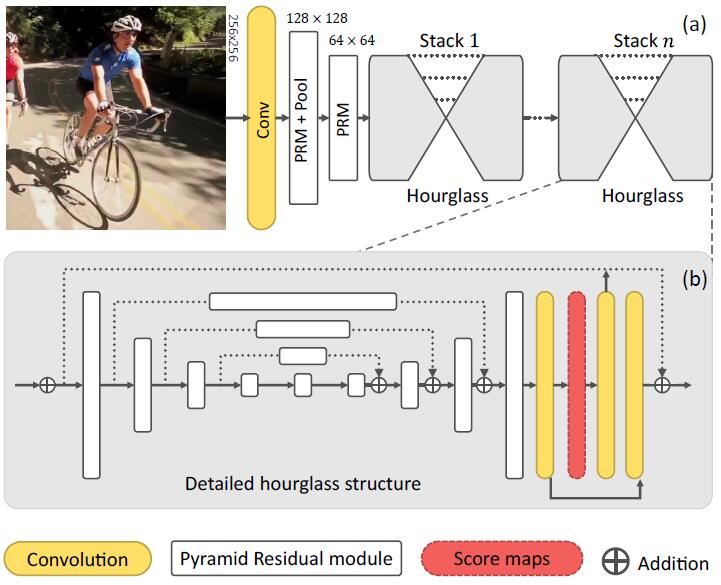 (a)
256x256
128 × 128
64 × 64
Conv
PRM + Pool
PRM
Stack 1
Stack n
Hourglass
Hourglass
(b)
Detailed hourglass structure
Convolution
Pyramid Residual module
Score maps
Addition